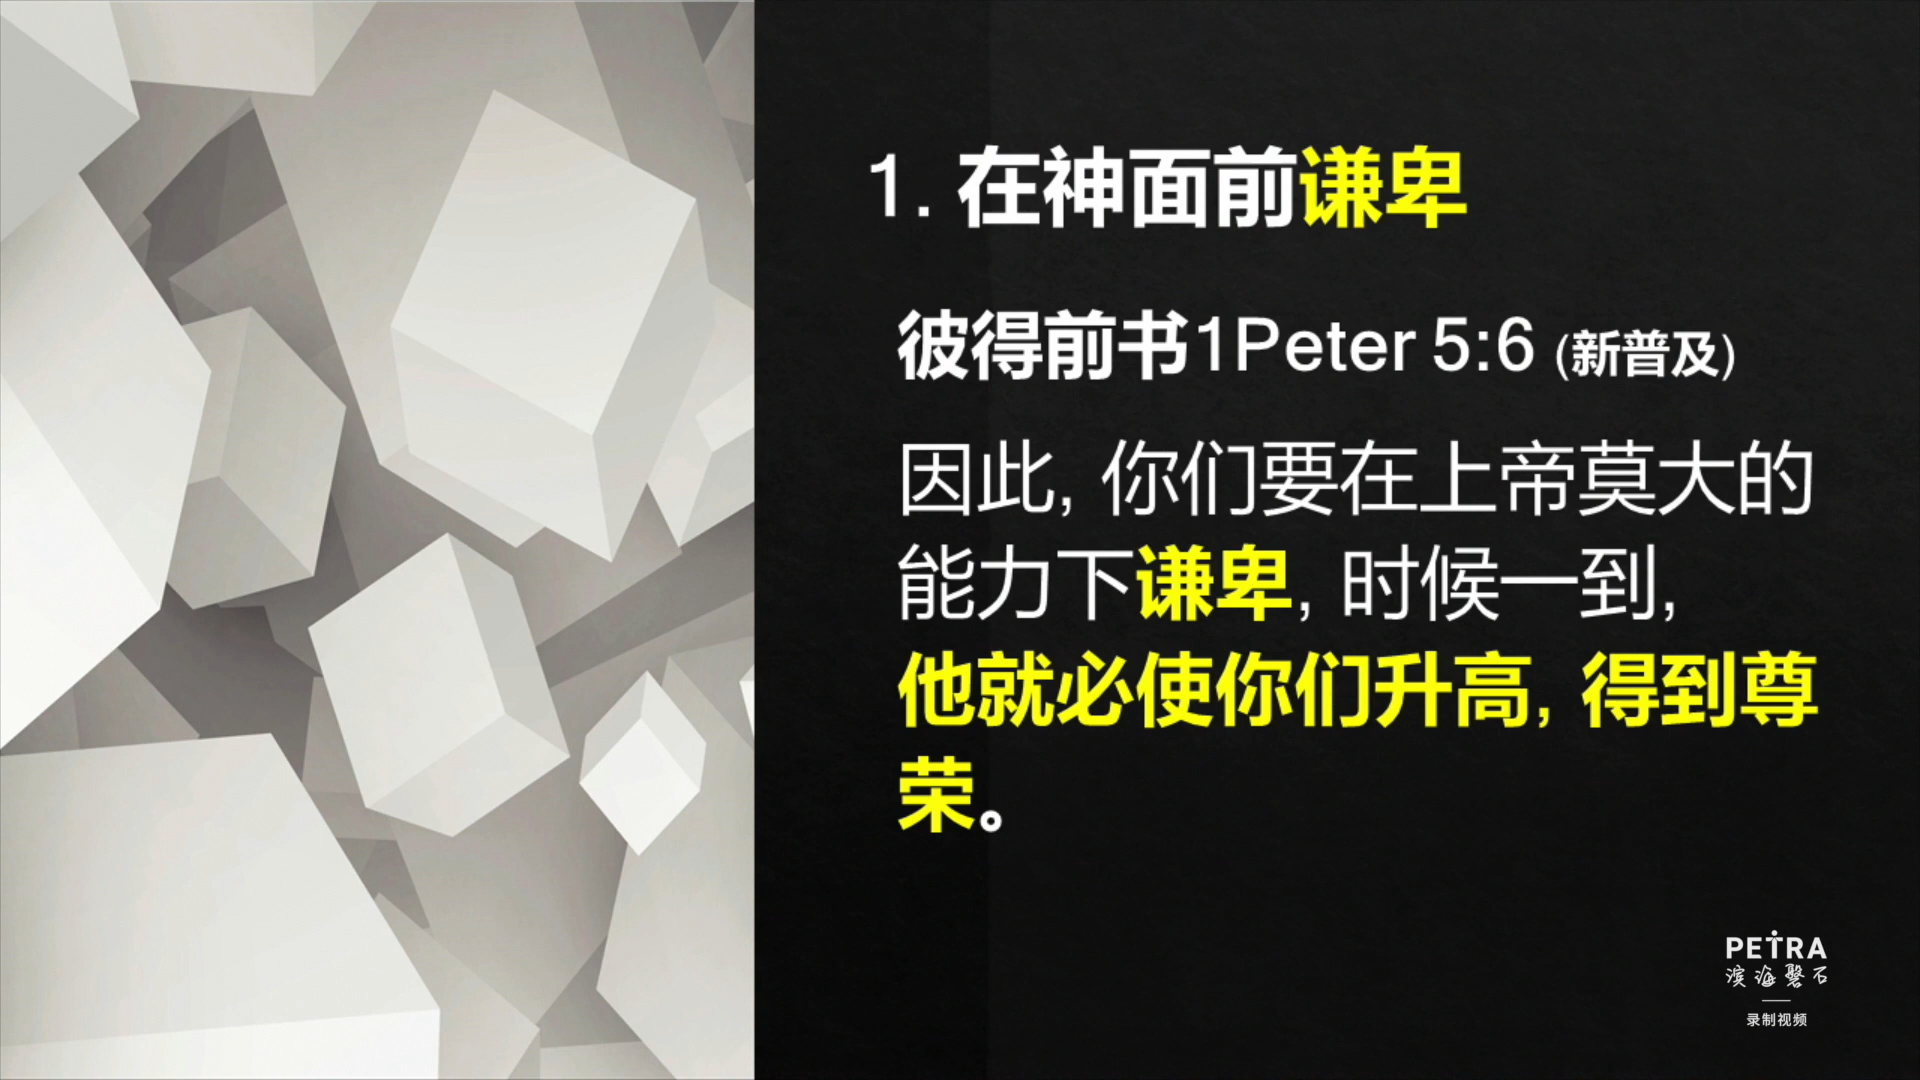 1. 在神面前谦卑
彼得前书1Peter 5:6 (新普及)
因此, 你们要在上帝莫大的
能力下谦卑, 时候一到,
他就必使你们升高, 得到尊
荣。
PETRA
滨海磐石
录制视频